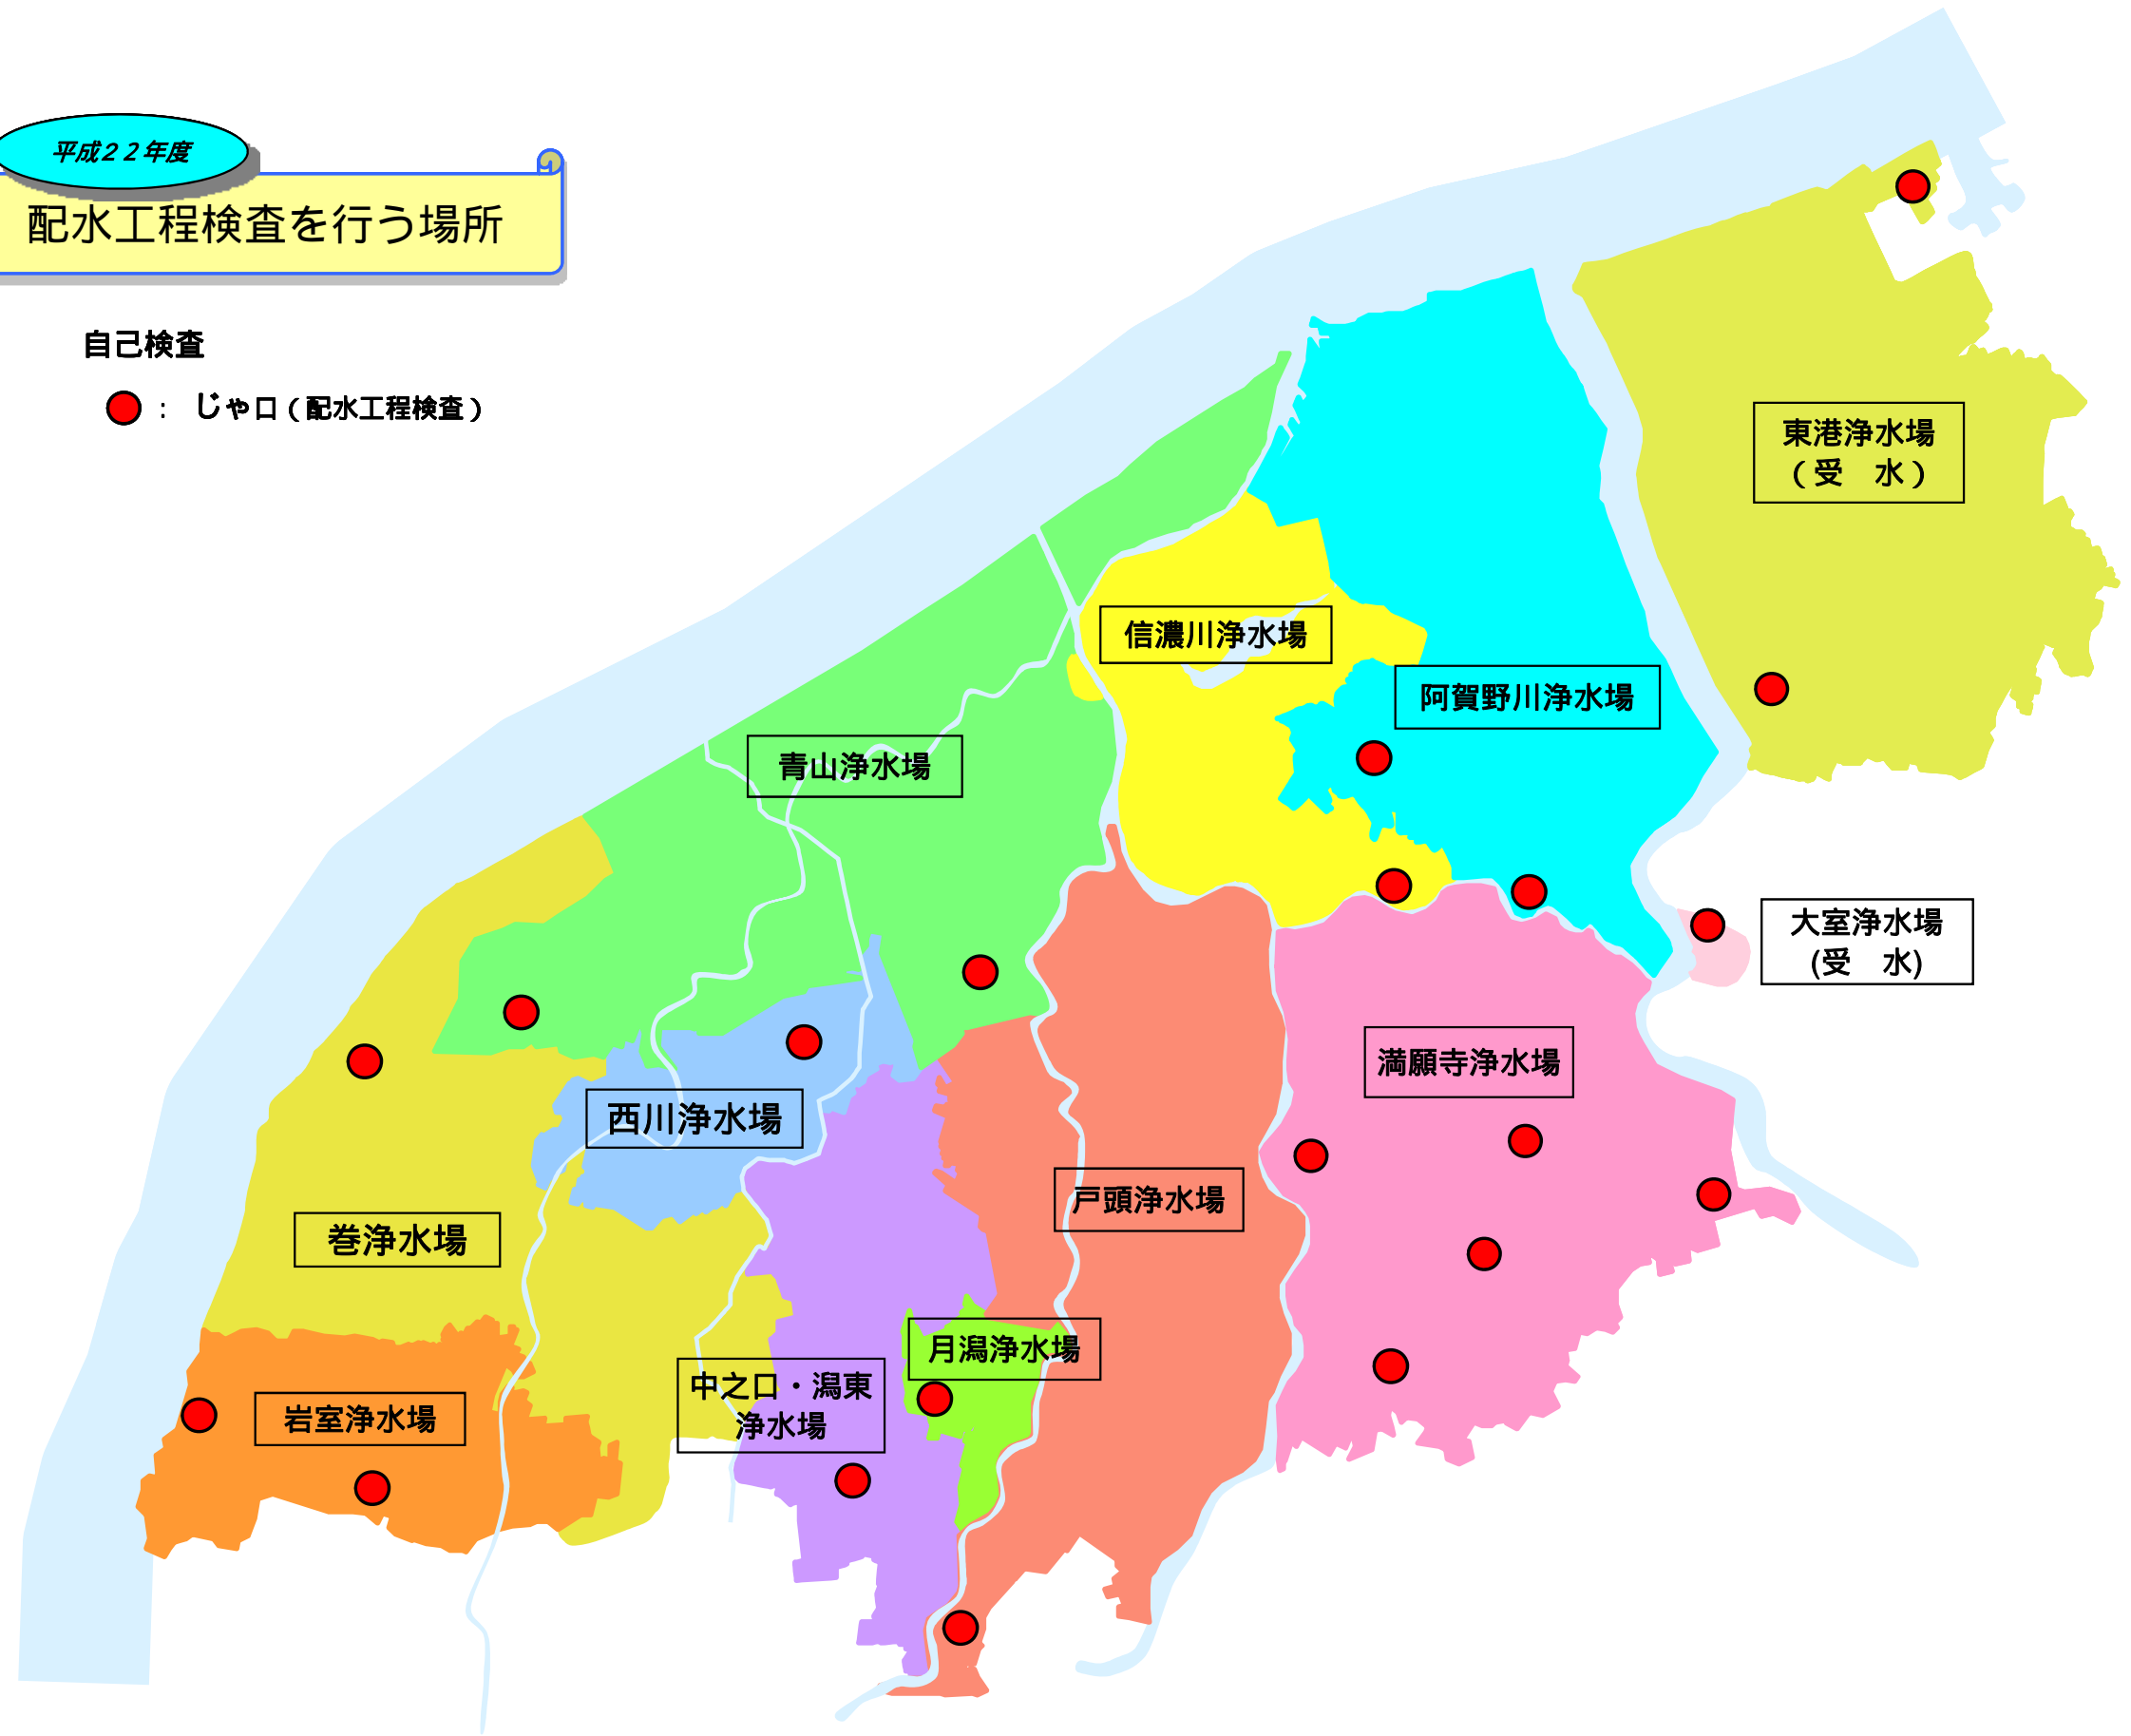 平成22年度
配水工程検査を行う場所
自己検査
: じゃ口(配水工程検査)
東港浄水場
(受 水)
信濃川浄水場
阿賀野川浄水場
青山浄水場
大室浄水場
(受 水)
満願寺浄水場
西川浄水場
戸頭浄水場
巻浄水場
月潟浄水場
中之口・潟東
浄水場
岩室浄水場